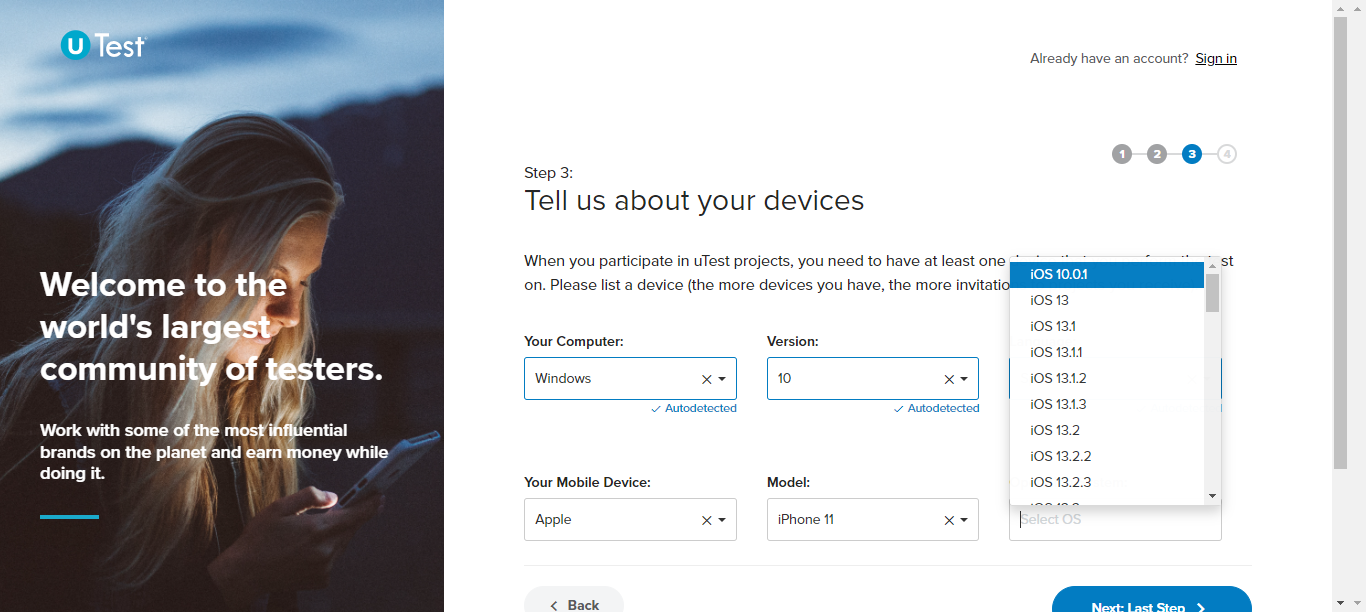 U Test
Already have an account? Sign in
1 2 3 4
Step 3:
Tell us about your devices
When you participate in uTest projects, you need to have at least one
on. Please list a device (the more devices you have, the more
Welcome to the
world's largest
community of testers.
Work with some of the most influential
brands on the planet and earn money while
doing it.
Your Computer:
Windows
Autodetected
Version:
10
Autodetected
iOS 10.0.1
iOS 13
iOS 13.1
iOS 13.1.1
iOS 13.1.2
iOS 13.1.3
iOS 13.2
iOS 13.2.2
iOS 13.2.3
Your Mobile Device:
Apple
Model:
iPhone 11
Select OS
Back
Next: Last Step